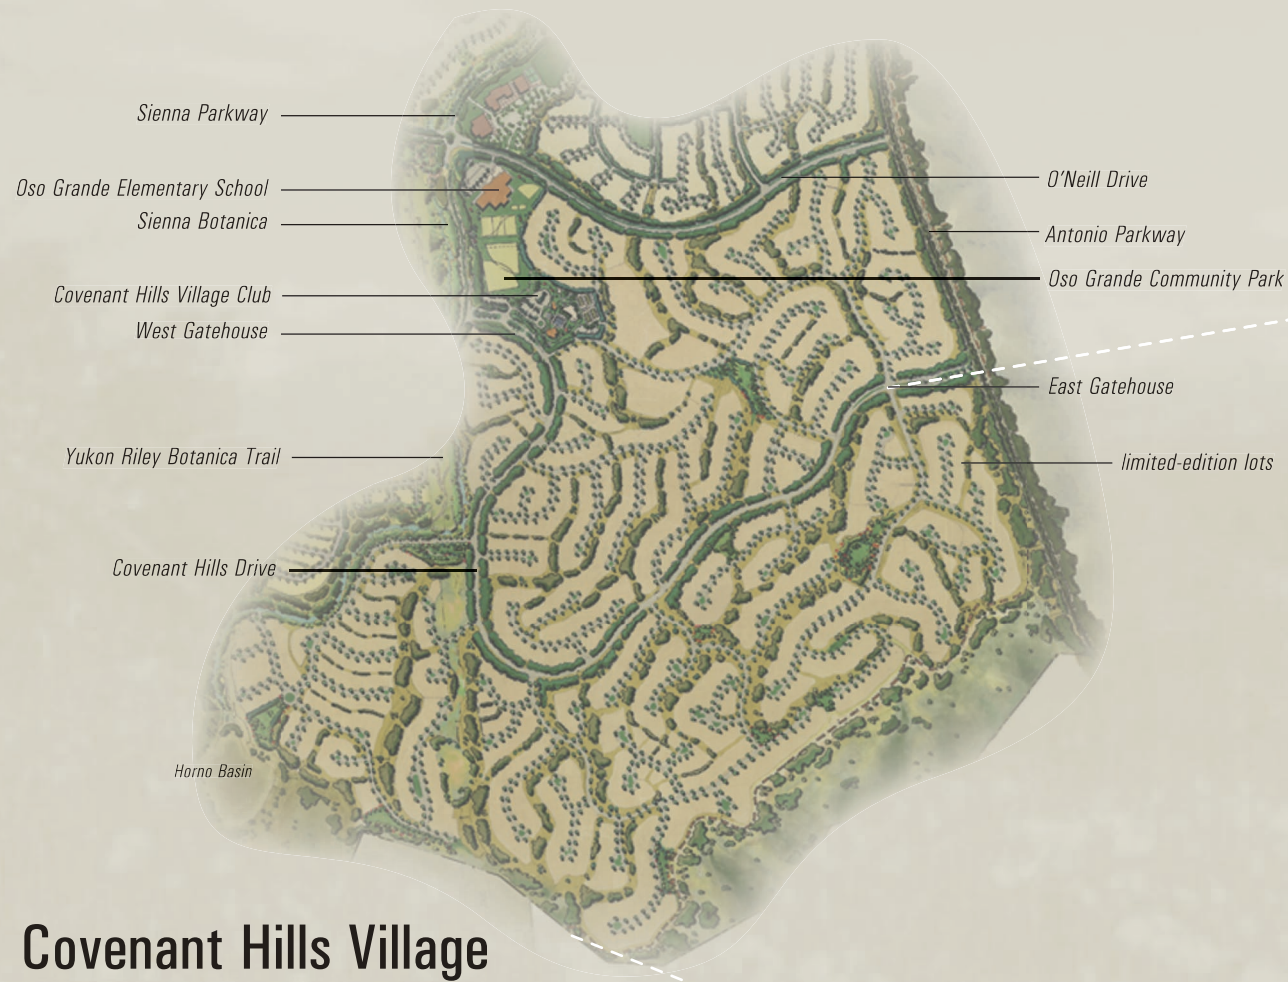 Sienna Parkway
Oso Grande Elementary School
Sienna Botanica
Covenant Hills Village Club
West Gatehouse
Yukon Riley Botanica Trail
Covenant Hills Drive
Horno Basin
O'Neill Drive
Antonio Parkway
Oso Grande Community Park
East Gatehouse
limited-edition lots
Covenant Hills Village